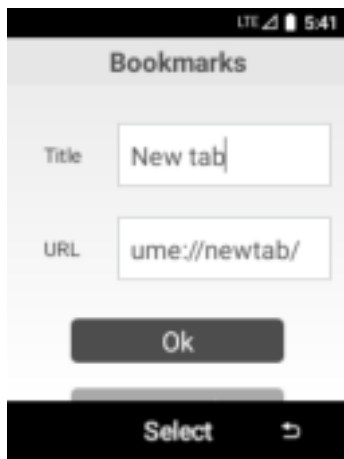 LTE 5:41
Bookmarks
Title
New tab
URL
ume://newtab/
Ok
Select